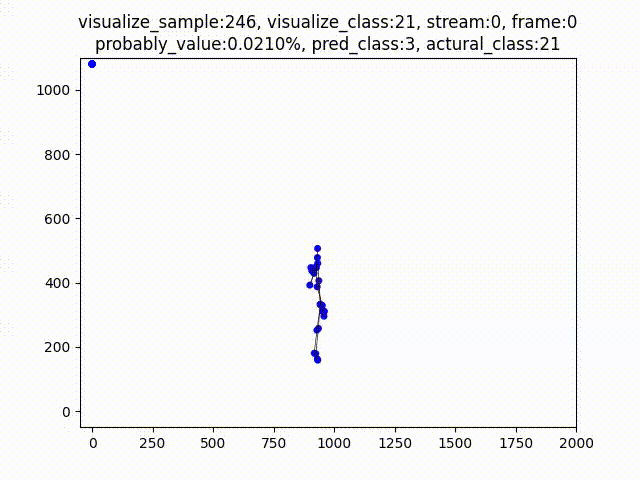 visualize_sample:246, visualize_class:21, stream:0, frame:0
probably_value:0.0210%, pred_class:3, actural_class:21
1000
800
600
400
200
0
0 250 500 750 1000 1250 1500 1750 2000